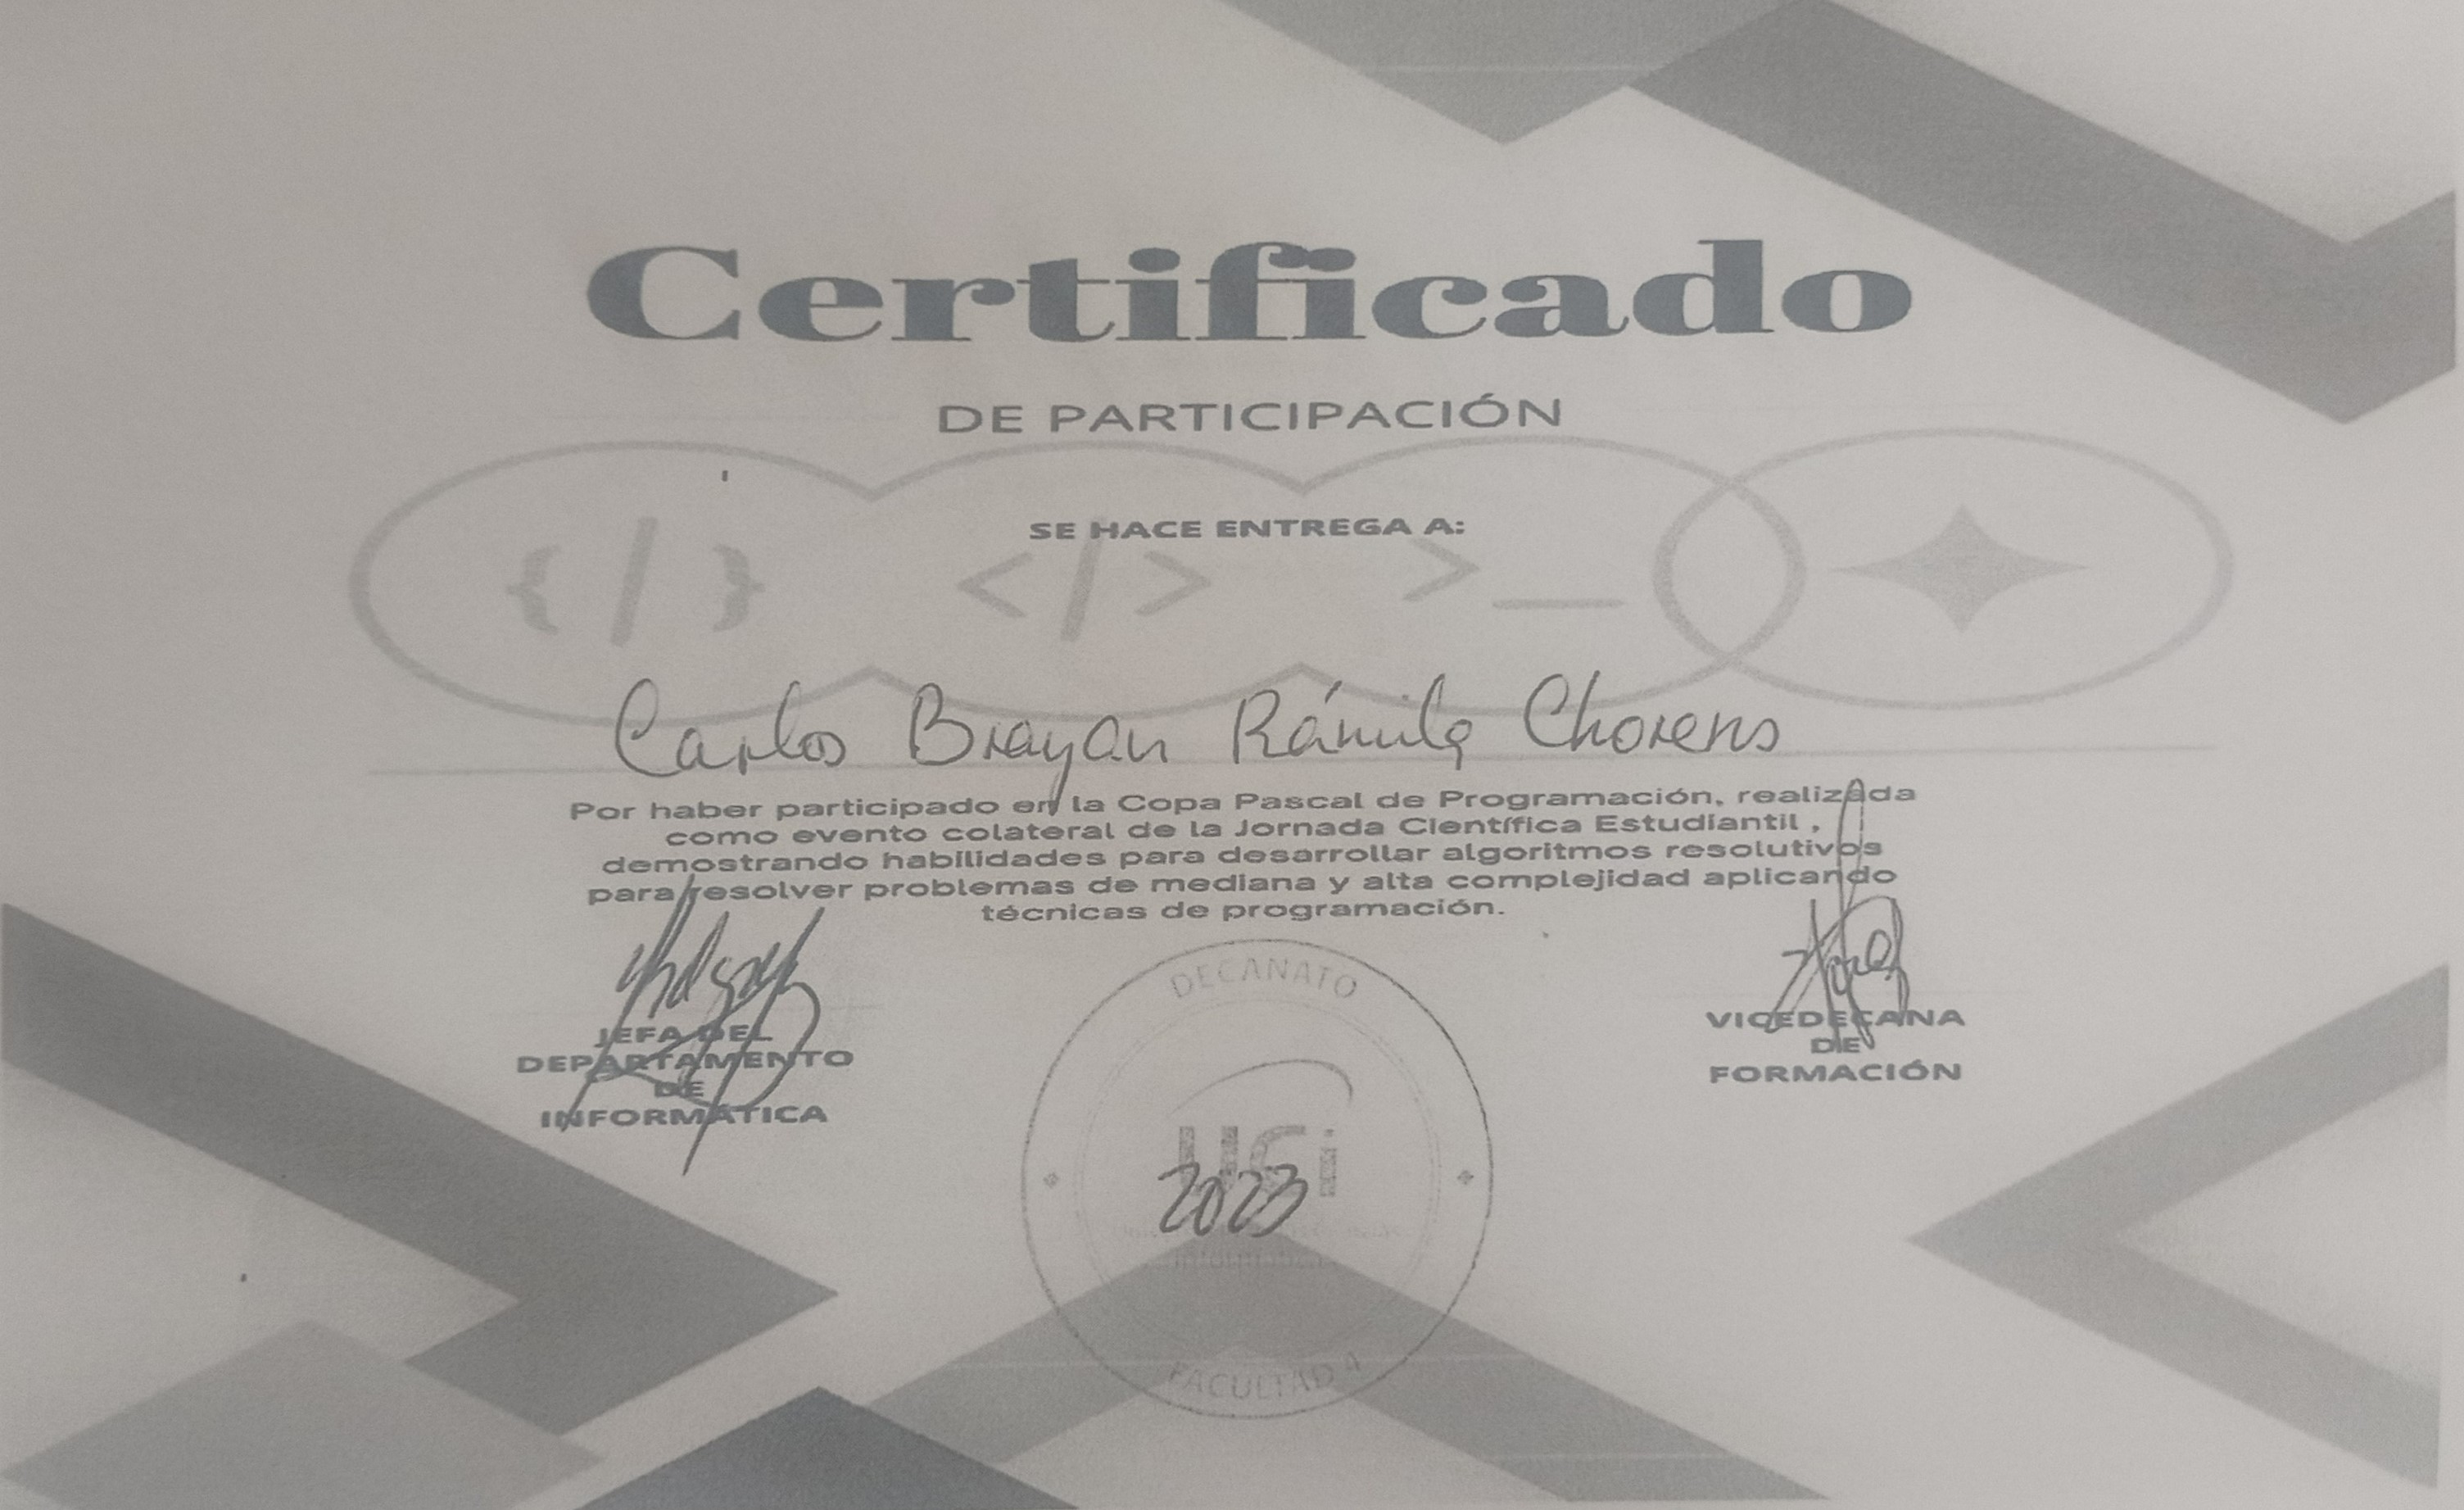 Certificado
DE PARTICIPACIÓN
SE HACE ENTREGA A:
{/} </> >_
Carlos Brayan Rámila Chorens
Por haber participado en la Copa Pascal de Programación, realizada
como evento colateral de la Jornada Científica Estudiantil ,
demostrando habilidades para desarrollar algoritmos resolutivos
para resolver problemas de mediana y alta complejidad aplicando
técnicas de programación.
JEFA DEL
DEPARTAMENTO
DE
INFORMÁTICA
VICEDECANA
DE
FORMACIÓN
DECANATO
UCi
2023
FACULTAD 4